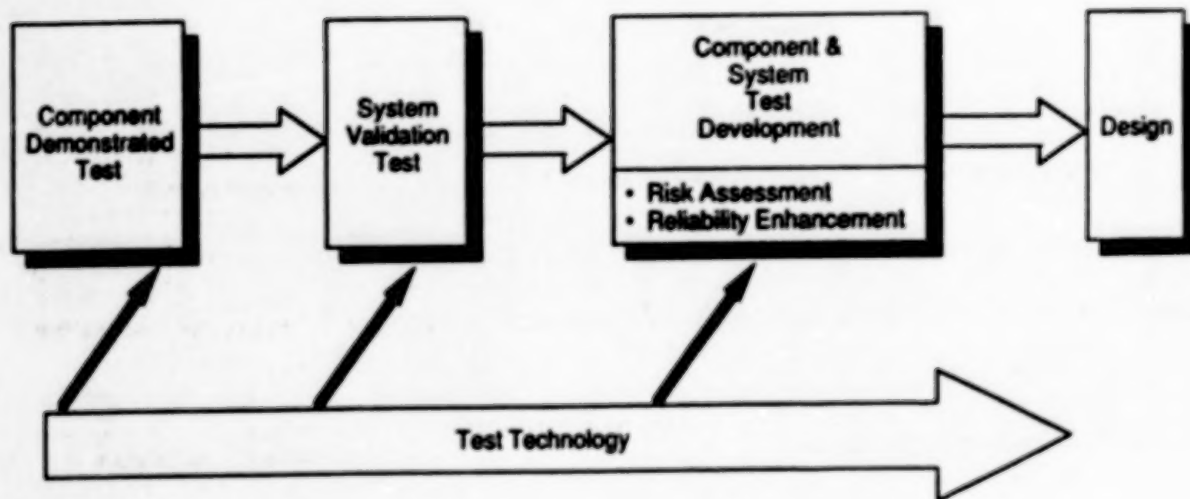 Component
Demonstrated
Test
System
Validation
Test
Component &
System
Test
Development
• Risk Assessment
• Reliability Enhancement
Design
Test Technology